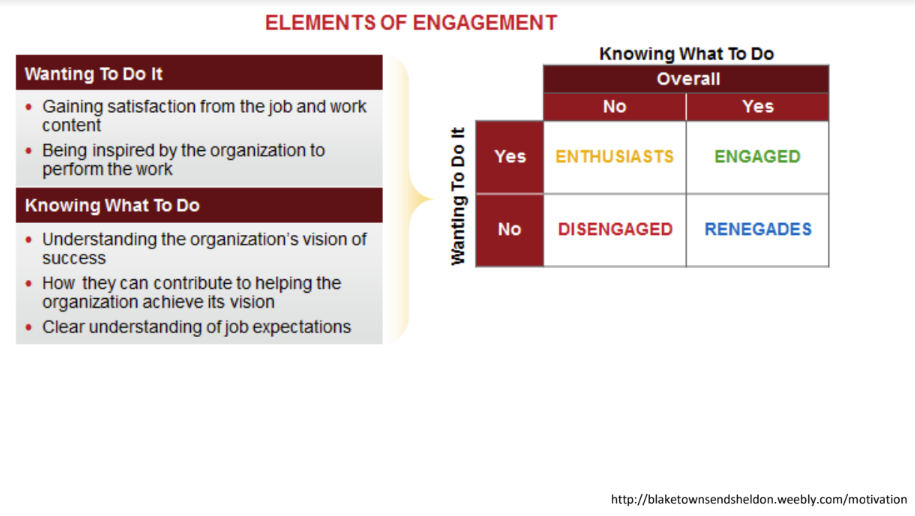 ELEMENTS OF ENGAGEMENT
Wanting To Do It
• Gaining satisfaction from the job and work
content
• Being inspired by the organization to
perform the work
Knowing What To Do
• Understanding the organization's vision of
success
• How they can contribute to helping the
organization achieve its vision
• Clear understanding of job expectations
Knowing What To Do
Overall
No Yes
Wanting To Do It
Yes ENTHUSIASTS ENGAGED
No DISENGAGED RENEGADES
http://blaketownsendsheldon.weebly.com/motivation